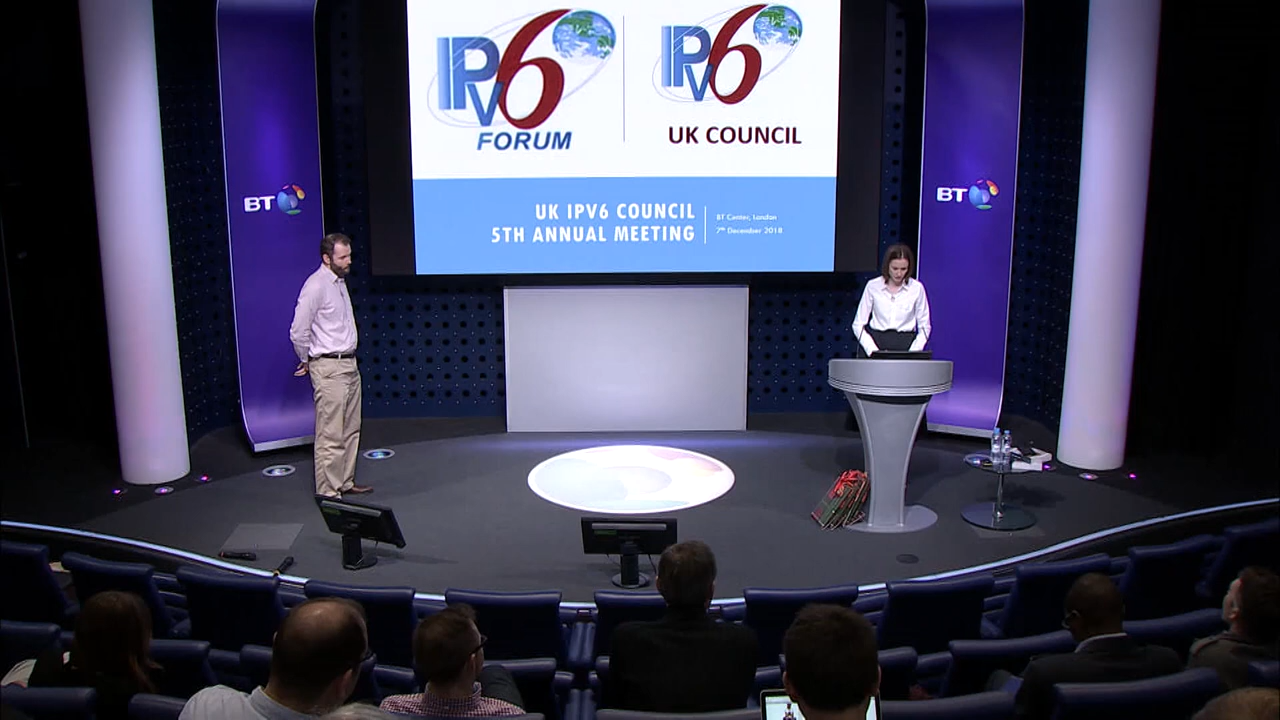 IPV6
FORUM
IPV6
UK COUNCIL
UK IPV6 COUNCIL
5TH ANNUAL MEETING
BT Center, London
7th December 2018
BT
BT